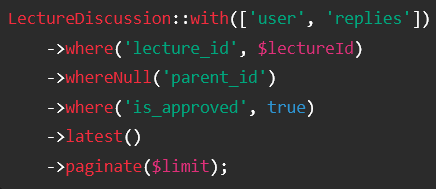 LectureDiscussion::with(['user', 'replies'])
    ->where('lecture_id', $lectureId)
    ->whereNull('parent_id')
    ->where('is_approved', true)
    ->latest()
    ->paginate($limit);